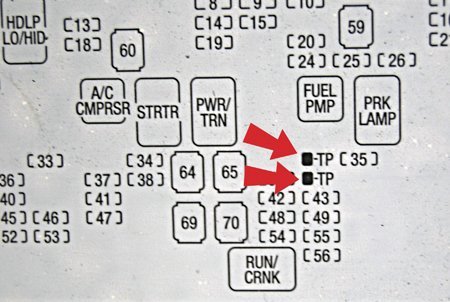 HDLP LO/HID
[8] [9] [10]
[13] [14] [15]
[18] 60 [19] [20] 59 [21
[24] [25] [26]
A/C CMPRSR
STRTR
PWR/TRN
FUEL PMP
PRK LAMP
[33] [34] -TP [35]
36] [37] [38] 64 65 -TP
40] [41] [42] [43]
45] [46] [47] 69 70 [48] [49]
52] [53] [54] [55]
RUN/CRNK [56]